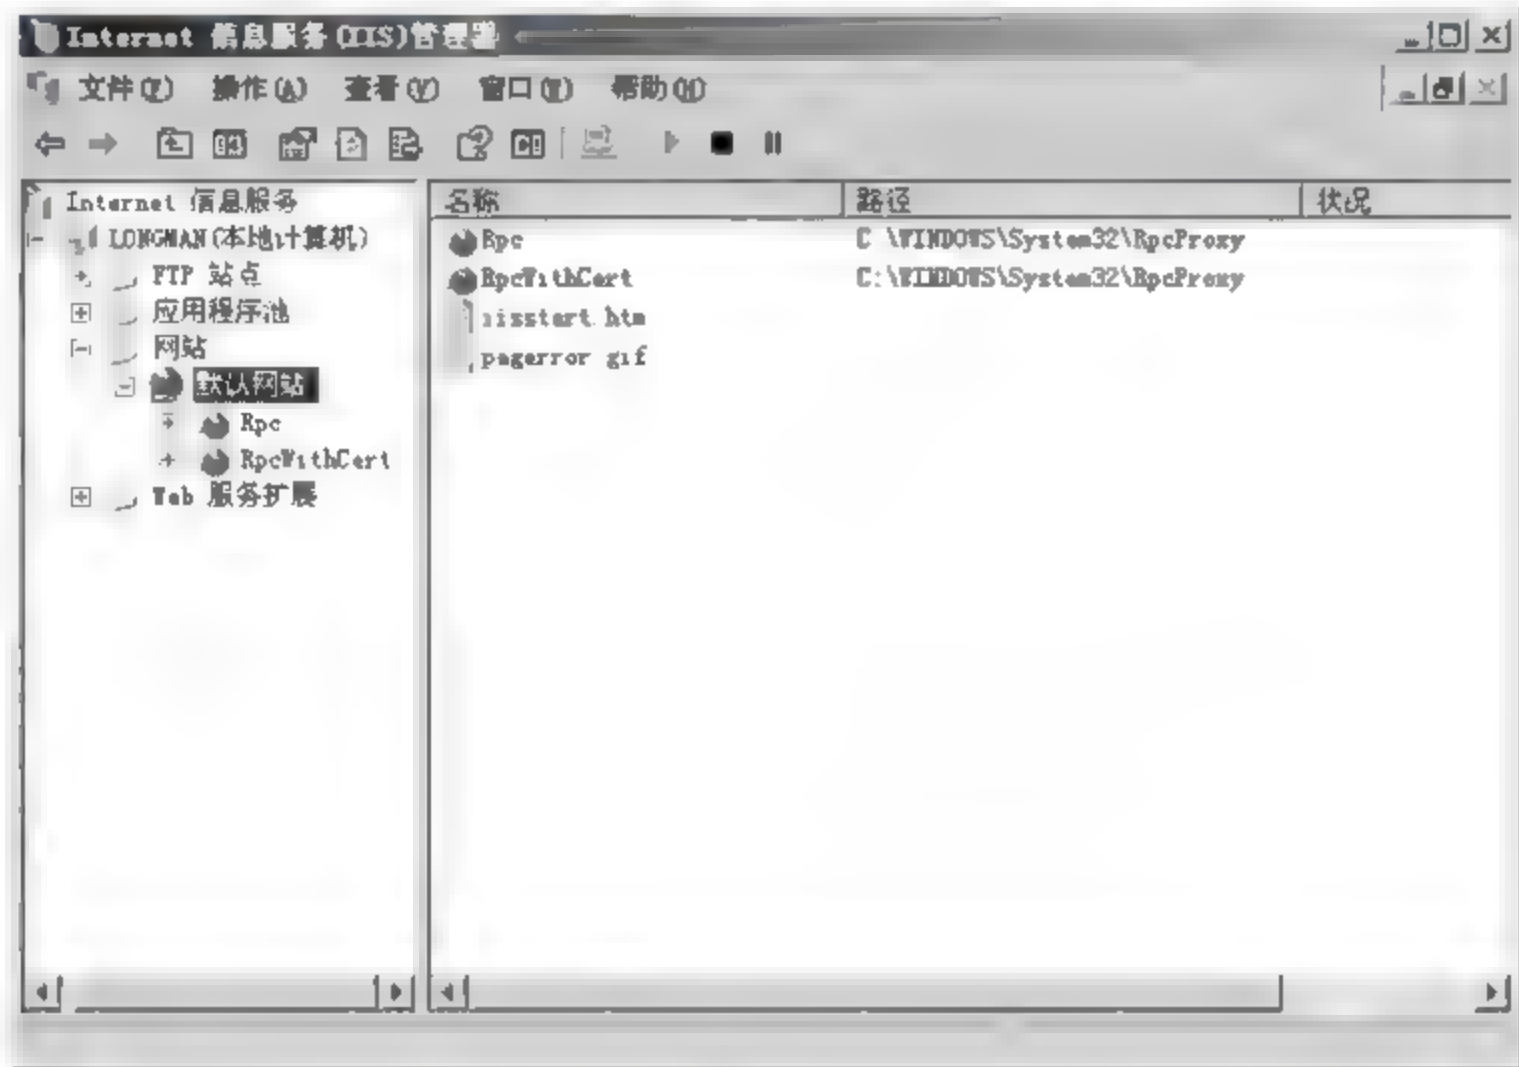 Internet 信息服务(IIS)管理器
文件(F) 操作(A) 查看(V) 窗口(W) 帮助(H)
Internet 信息服务
LONGMAN(本地计算机)
FTP 站点
应用程序池
网站
默认网站
Rpc
RpcWithCert
Web 服务扩展
名称 路径 状况
Rpc C:\WINDOWS\System32\RpcProxy
RpcWithCert C:\WINDOWS\System32\RpcProxy
iisstart.htm
pagerror.gif